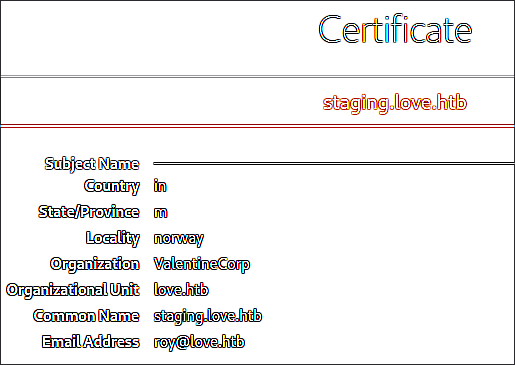 Certificate
staging.love.htb
Subject Name
Country in
State/Province m
Locality norway
Organization ValentineCorp
Organizational Unit love.htb
Common Name staging.love.htb
Email Address roy@love.htb